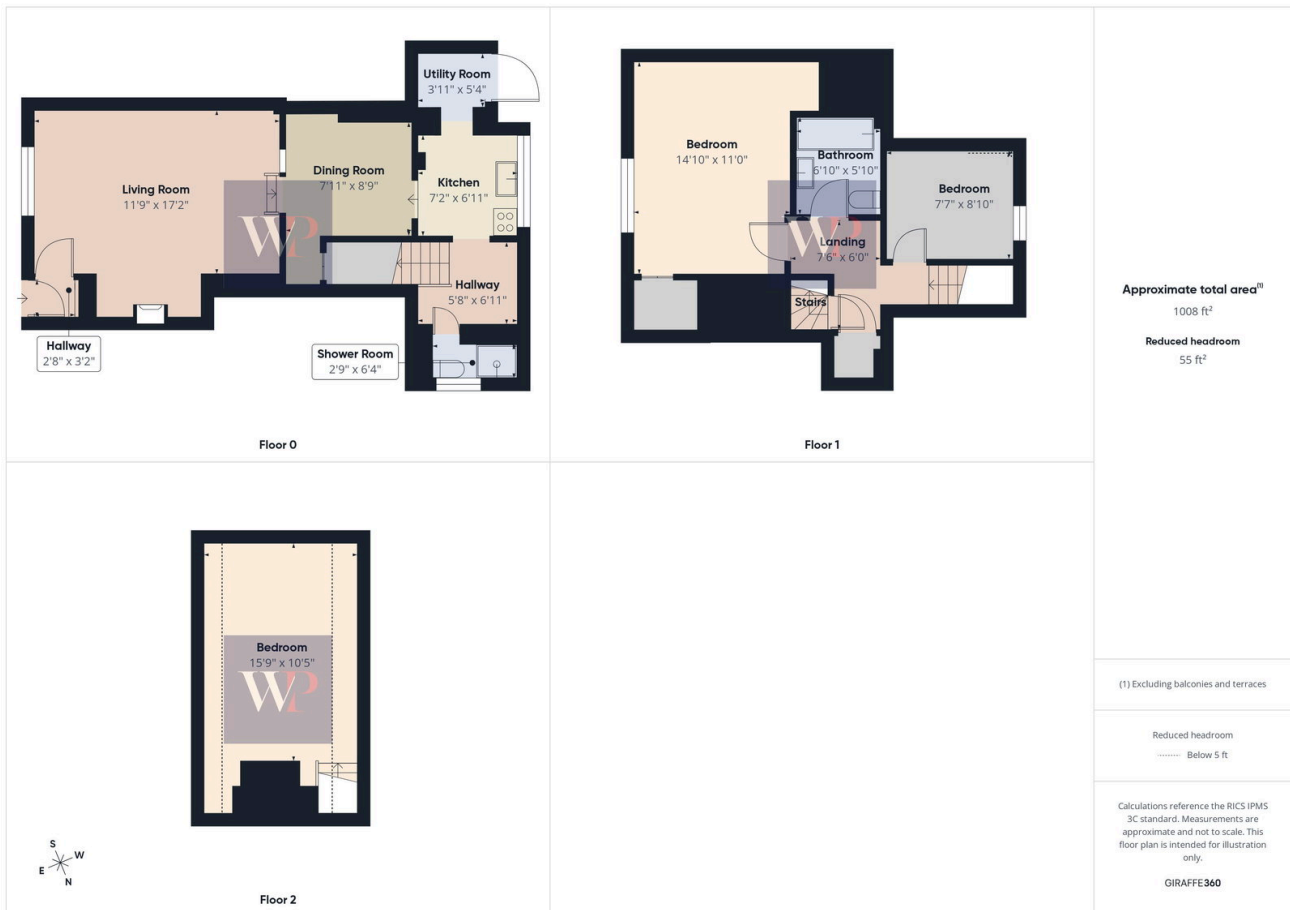 Utility Room
3'11" x 5'4"
Living Room
11'9" x 17'2"
Dining Room
7'11" x 8'9"
Kitchen
7'2" x 6'11"
WP
Hallway
5'8" x 6'11"
Hallway
2'8" x 3'2"
Shower Room
2'9" x 6'4"
Floor 0
Bedroom
14'10" x 11'0"
Bathroom
6'10" x 5'10"
Bedroom
7'7" x 8'10"
WP
Landing
7'6" x 6'0"
Stairs
Floor 1
Approximate total area(1)
1008 ft²
Reduced headroom
55 ft²
Bedroom
15'9" x 10'5"
WP
S
W
E
N
Floor 2
(1) Excluding balconies and terraces
Reduced headroom
Below 5 ft
Calculations reference the RICS IPMS
3C standard. Measurements are
approximate and not to scale. This
floor plan is intended for illustration
only.
GIRAFFE360